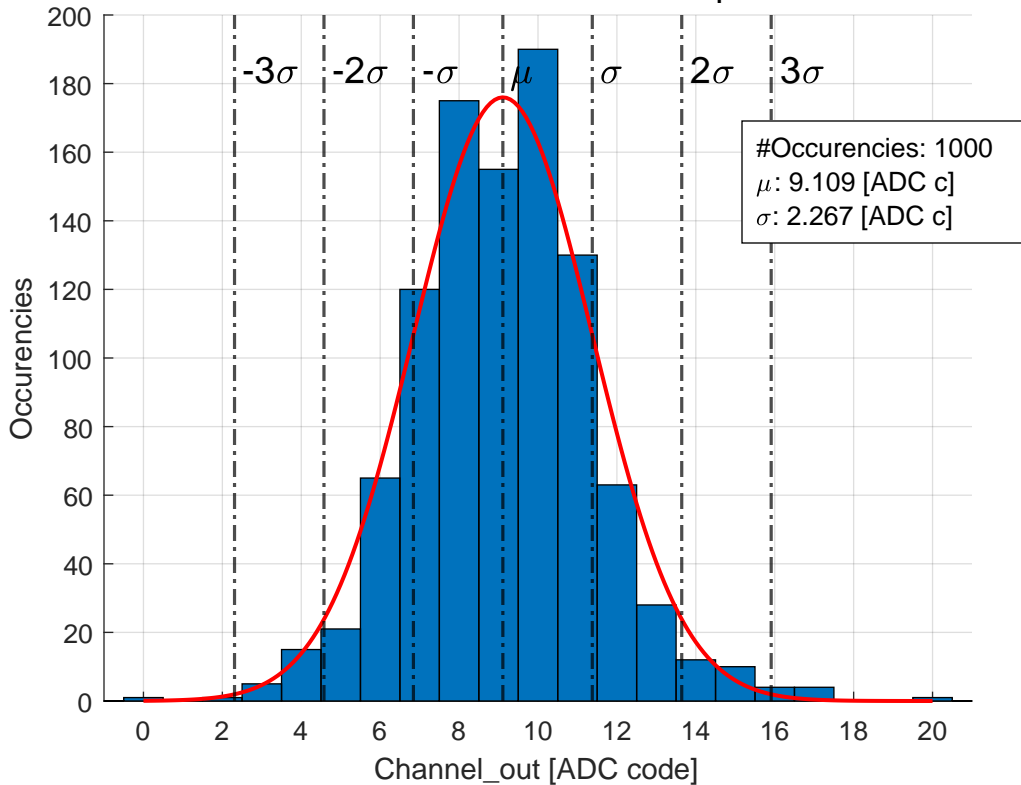 200
180
160
140
120
100
80
60
40
20
0
Occurencies
-3σ -2σ -σ μ σ 2σ 3σ
#Occurencies: 1000
μ: 9.109 [ADC c]
σ: 2.267 [ADC c]
0 2 4 6 8 10 12 14 16 18 20
Channel_out [ADC code]